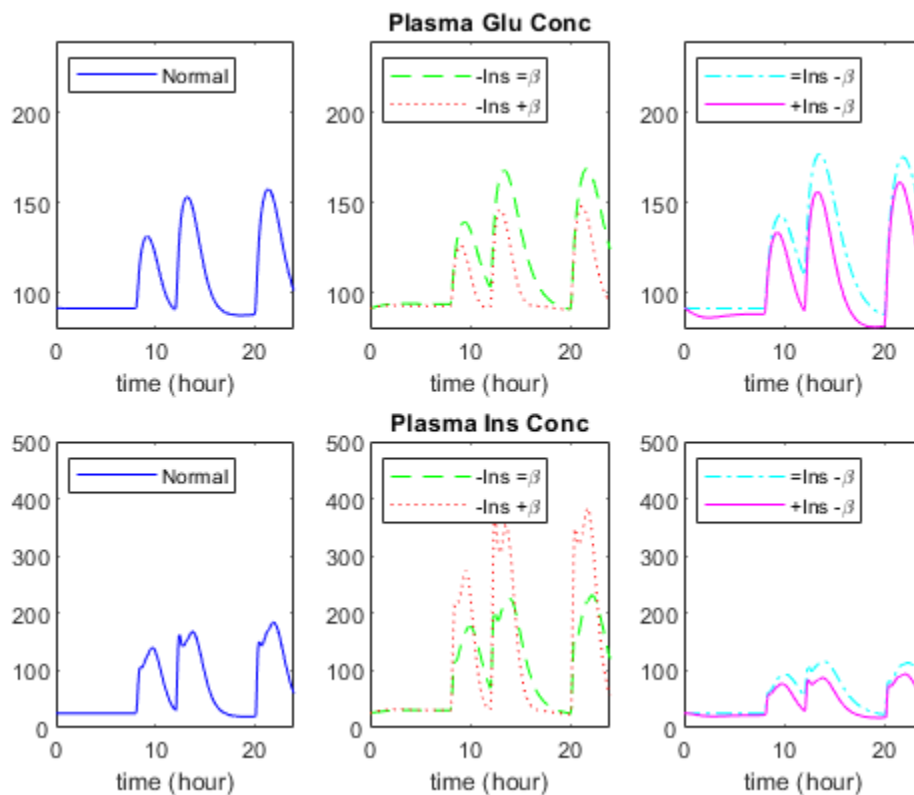 Plasma Glu Conc
Normal
-Ins =β
-Ins +β
=Ins -β
+Ins -β
200
150
100
0 10 20
time (hour)
200
150
100
0 10 20
time (hour)
200
150
100
0 10 20
time (hour)
Plasma Ins Conc
Normal
-Ins =β
-Ins +β
=Ins -β
+Ins -β
500
400
300
200
100
0
0 10 20
time (hour)
500
400
300
200
100
0
0 10 20
time (hour)
500
400
300
200
100
0
0 10 20
time (hour)